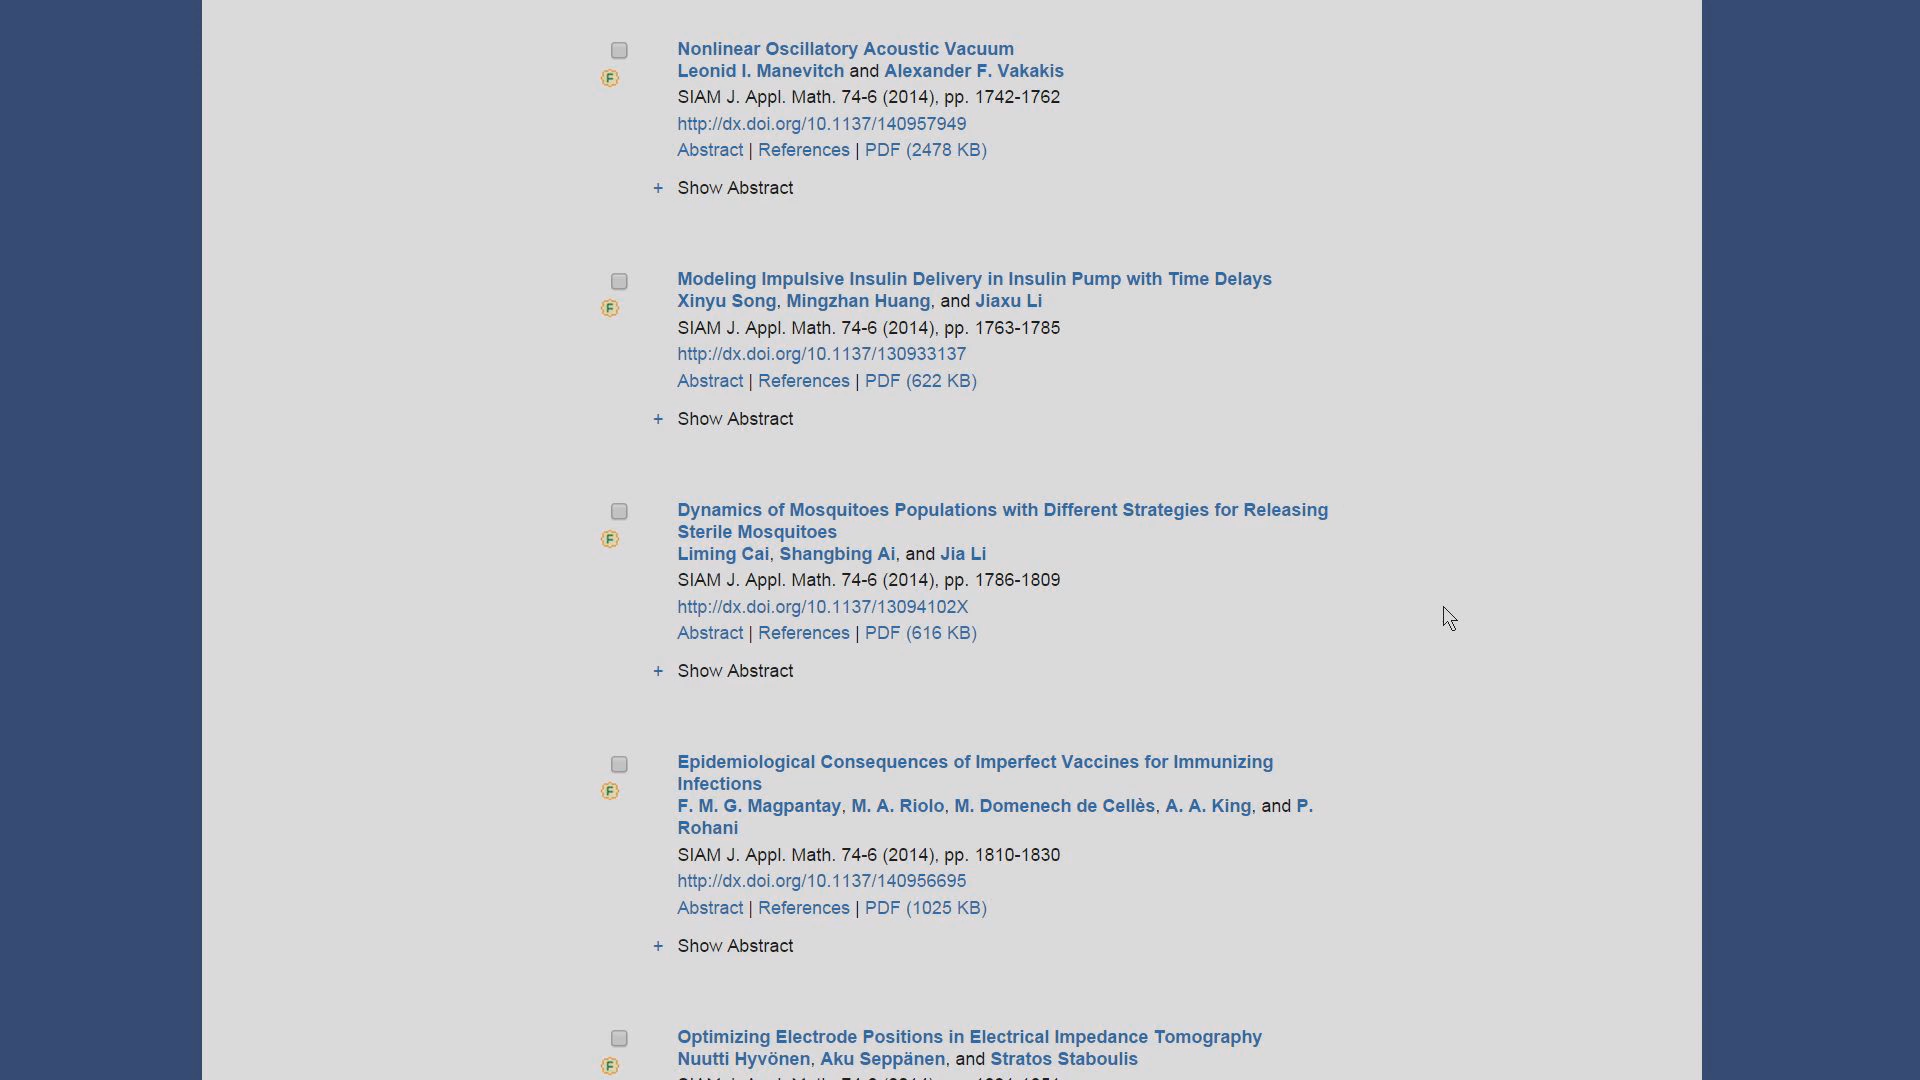 Nonlinear Oscillatory Acoustic Vacuum
F
Leonid I. Manevitch and Alexander F. Vakakis
SIAM J. Appl. Math. 74-6 (2014), pp. 1742-1762
http://dx.doi.org/10.1137/140957949
Abstract | References | PDF (2478 KB)
+ Show Abstract
Modeling Impulsive Insulin Delivery in Insulin Pump with Time Delays
F
Xinyu Song, Mingzhan Huang, and Jiaxu Li
SIAM J. Appl. Math. 74-6 (2014), pp. 1763-1785
http://dx.doi.org/10.1137/130933137
Abstract | References | PDF (622 KB)
+ Show Abstract
Dynamics of Mosquitoes Populations with Different Strategies for Releasing
Sterile Mosquitoes
F
Liming Cai, Shangbing Ai, and Jia Li
SIAM J. Appl. Math. 74-6 (2014), pp. 1786-1809
http://dx.doi.org/10.1137/13094102X
Abstract | References | PDF (616 KB)
+ Show Abstract
Epidemiological Consequences of Imperfect Vaccines for Immunizing
Infections
F
F. M. G. Magpantay, M. A. Riolo, M. Domenech de Cellès, A. A. King, and P.
Rohani
SIAM J. Appl. Math. 74-6 (2014), pp. 1810-1830
http://dx.doi.org/10.1137/140956695
Abstract | References | PDF (1025 KB)
+ Show Abstract
Optimizing Electrode Positions in Electrical Impedance Tomography
F
Nuutti Hyvönen, Aku Seppänen, and Stratos Staboulis